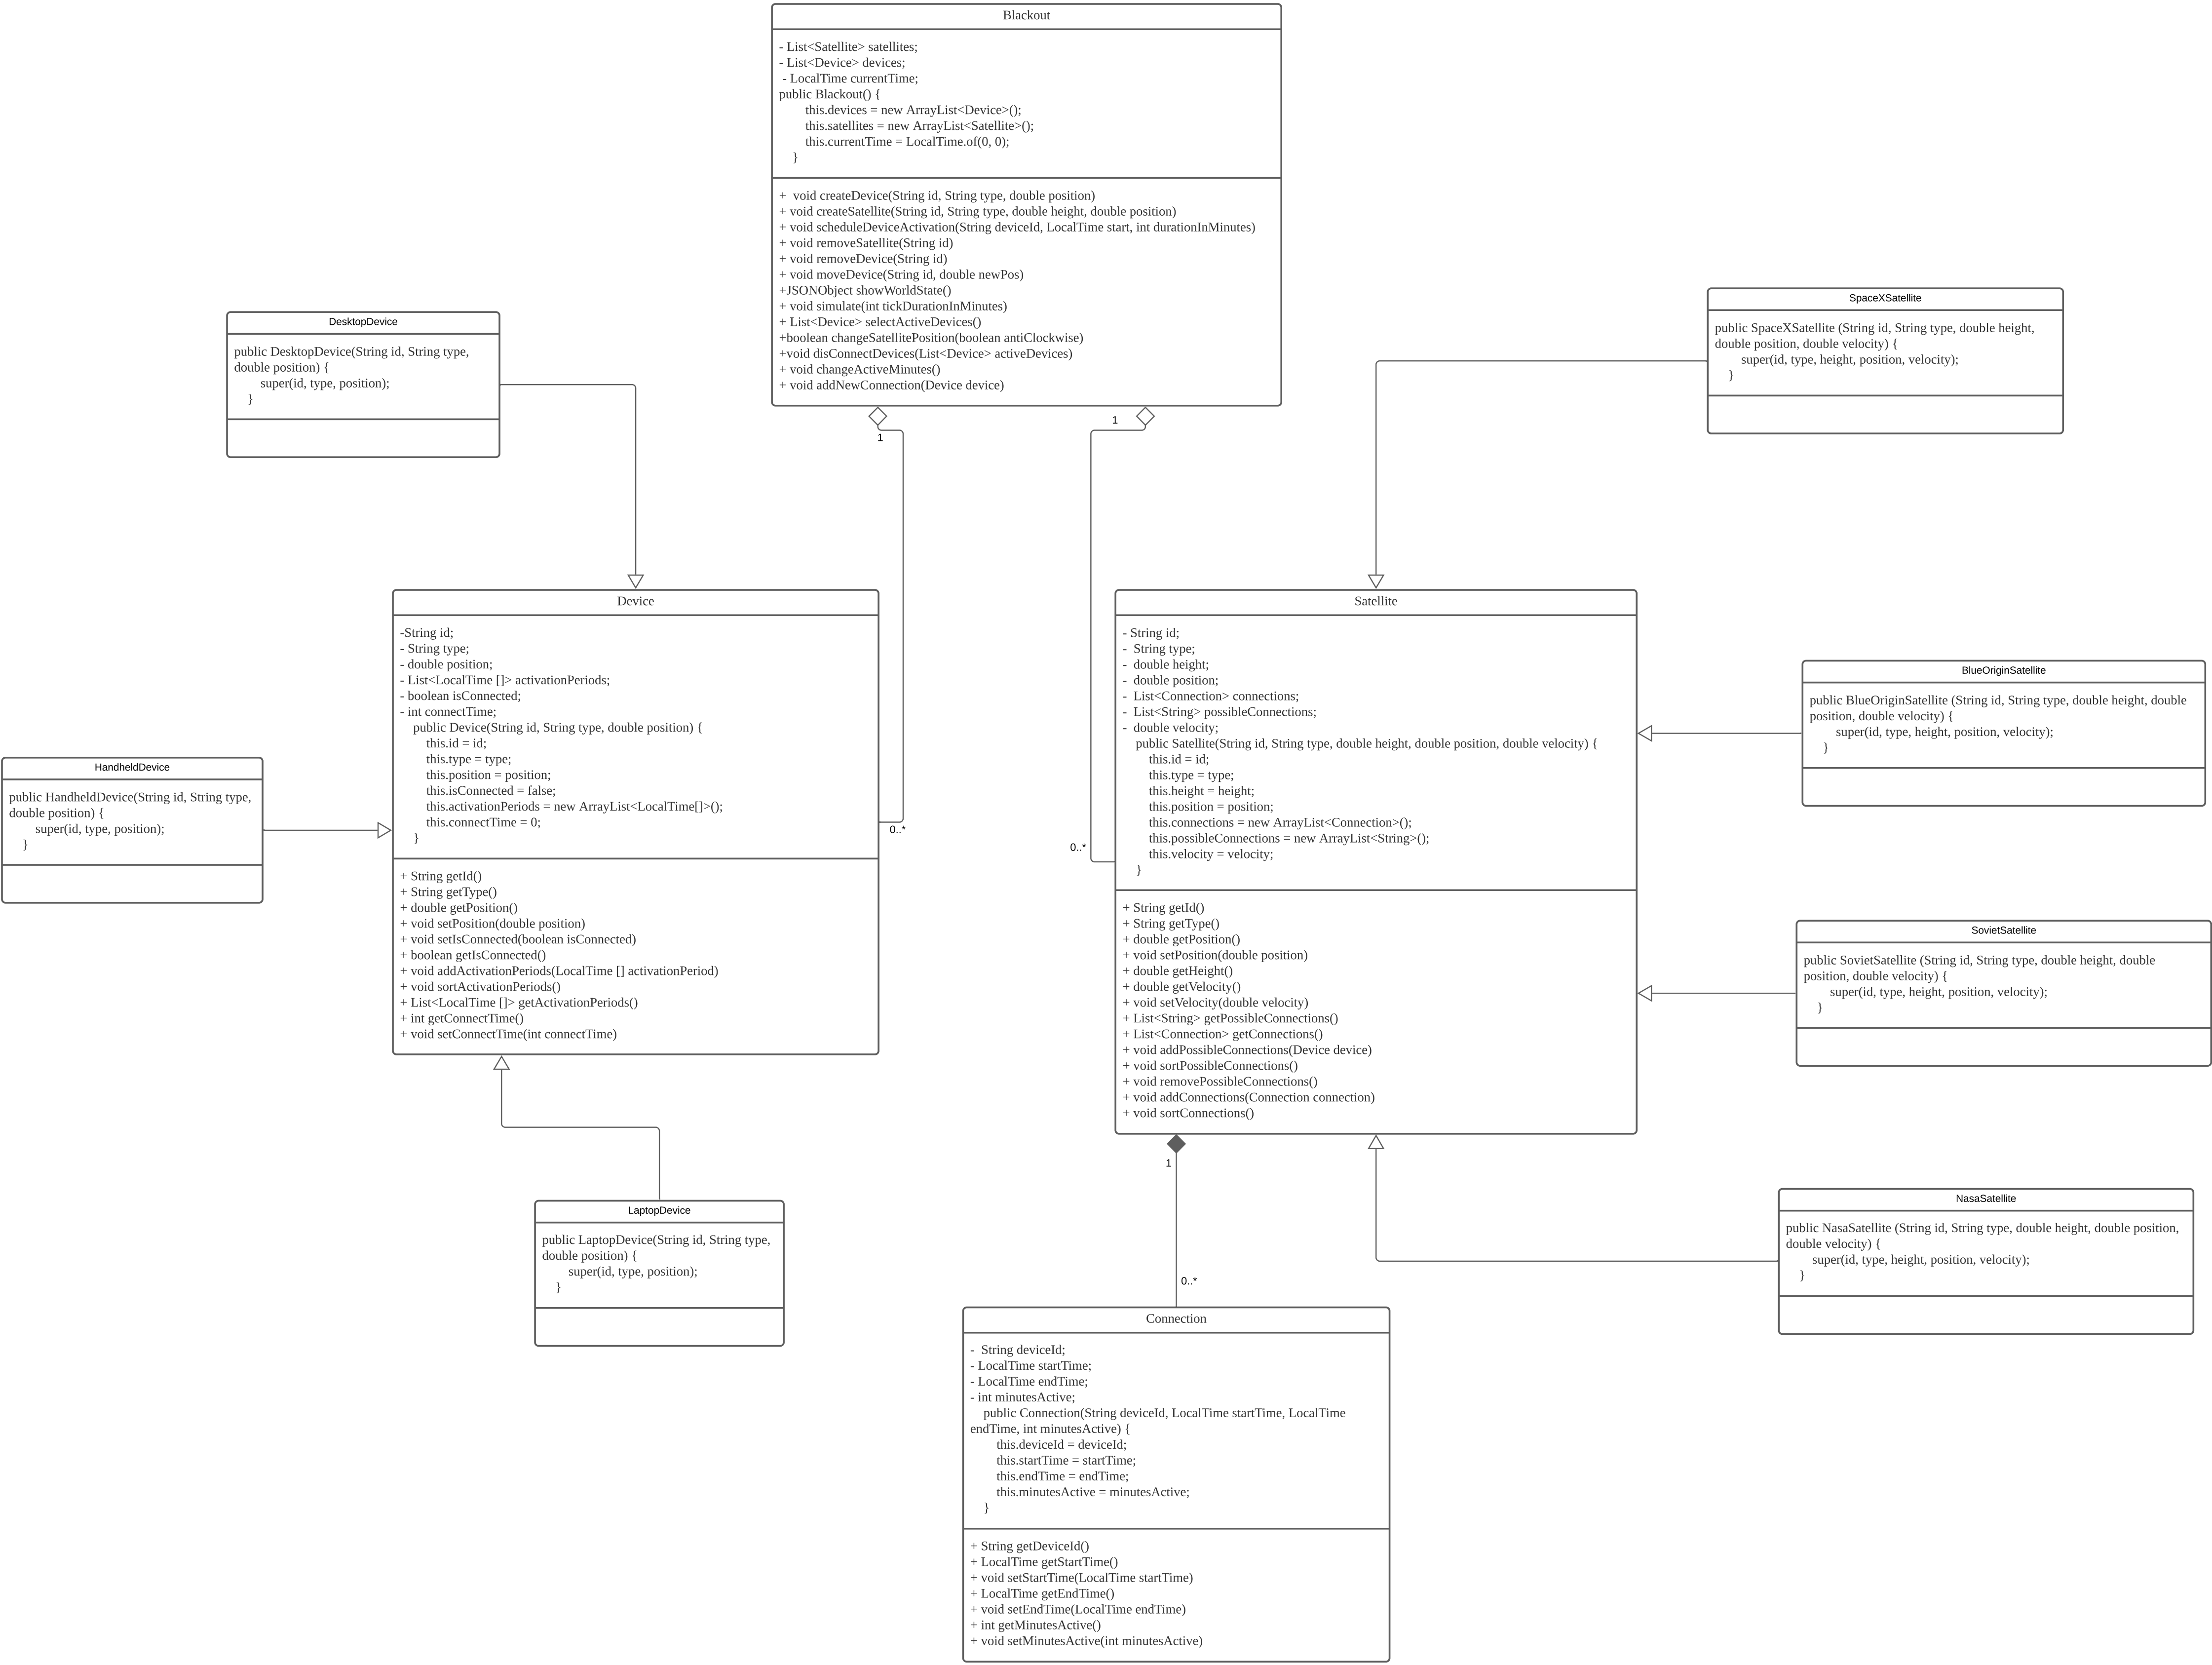 Blackout
- List<Satellite> satellites;
- List<Device> devices;
- LocalTime currentTime;
public Blackout() {
this.devices = new ArrayList<Device>();
this.satellites = new ArrayList<Satellite>();
this.currentTime = LocalTime.of(0, 0);
}
+  void createDevice(String id, String type, double position)
+ void createSatellite(String id, String type, double height, double position)
+ void scheduleDeviceActivation(String deviceId, LocalTime start, int durationInMinutes)
+ void removeSatellite(String id)
+ void removeDevice(String id)
+ void moveDevice(String id, double newPos)
+JSONObject showWorldState()
+ void simulate(int tickDurationInMinutes)
+ List<Device> selectActiveDevices()
+boolean changeSatellitePosition(boolean antiClockwise)
+void disConnectDevices(List<Device> activeDevices)
+ void changeActiveMinutes()
+ void addNewConnection(Device device)
1
1
DesktopDevice
public DesktopDevice(String id, String type,
double position) {
super(id, type, position);
}
SpaceXSatellite
public SpaceXSatellite (String id, String type, double height,
double position, double velocity) {
super(id, type, height, position, velocity);
}
Device
-String id;
- String type;
- double position;
- List<LocalTime []> activationPeriods;
- boolean isConnected;
- int connectTime;
public Device(String id, String type, double position) {
this.id = id;
this.type = type;
this.position = position;
this.isConnected = false;
this.activationPeriods = new ArrayList<LocalTime[]>();
this.connectTime = 0;
}
+ String getId()
+ String getType()
+ double getPosition()
+ void setPosition(double position)
+ void setIsConnected(boolean isConnected)
+ boolean getIsConnected()
+ void addActivationPeriods(LocalTime [] activationPeriod)
+ void sortActivationPeriods()
+ List<LocalTime []> getActivationPeriods()
+ int getConnectTime()
+ void setConnectTime(int connectTime)
0..*
0..*
Satellite
- String id;
-  String type;
-  double height;
-  double position;
-  List<Connection> connections;
-  List<String> possibleConnections;
-  double velocity;
public Satellite(String id, String type, double height, double position, double velocity) {
this.id = id;
this.type = type;
this.height = height;
this.position = position;
this.connections = new ArrayList<Connection>();
this.possibleConnections = new ArrayList<String>();
this.velocity = velocity;
}
+ String getId()
+ String getType()
+ double getPosition()
+ void setPosition(double position)
+ double getHeight()
+ double getVelocity()
+ void setVelocity(double velocity)
+ List<String> getPossibleConnections()
+ List<Connection> getConnections()
+ void addPossibleConnections(Device device)
+ void sortPossibleConnections()
+ void removePossibleConnections()
+ void addConnections(Connection connection)
+ void sortConnections()
BlueOriginSatellite
public BlueOriginSatellite (String id, String type, double height, double
position, double velocity) {
super(id, type, height, position, velocity);
}
HandheldDevice
public HandheldDevice(String id, String type,
double position) {
super(id, type, position);
}
SovietSatellite
public SovietSatellite (String id, String type, double height, double
position, double velocity) {
super(id, type, height, position, velocity);
}
1
0..*
LaptopDevice
public LaptopDevice(String id, String type,
double position) {
super(id, type, position);
}
NasaSatellite
public NasaSatellite (String id, String type, double height, double position,
double velocity) {
super(id, type, height, position, velocity);
}
Connection
-  String deviceId;
- LocalTime startTime;
- LocalTime endTime;
- int minutesActive;
public Connection(String deviceId, LocalTime startTime, LocalTime
endTime, int minutesActive) {
this.deviceId = deviceId;
this.startTime = startTime;
this.endTime = endTime;
this.minutesActive = minutesActive;
}
+ String getDeviceId()
+ LocalTime getStartTime()
+ void setStartTime(LocalTime startTime)
+ LocalTime getEndTime()
+ void setEndTime(LocalTime endTime)
+ int getMinutesActive()
+ void setMinutesActive(int minutesActive)